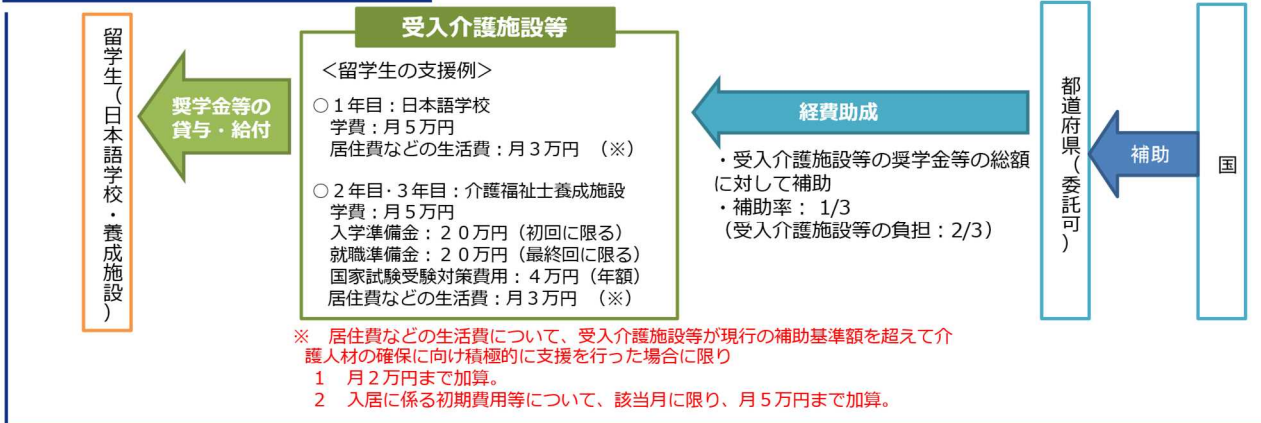 留学生(日本語学校・養成施設)
奨学金等の
貸与・給付
受入介護施設等
<留学生の支援例>
○1年目:日本語学校
学費:月5万円
居住費などの生活費:月3万円 (※)
○2年目・3年目:介護福祉士養成施設
学費:月5万円
入学準備金:20万円(初回に限る)
就職準備金:20万円(最終回に限る)
国家試験受験対策費用:4万円(年額)
居住費などの生活費:月3万円 (※)
経費助成
・受入介護施設等の奨学金等の総額
に対して補助
・補助率: 1/3
(受入介護施設等の負担:2/3)
都道府県(委託可)
補助
国
※ 居住費などの生活費について、受入介護施設等が現行の補助基準額を超えて介
護人材の確保に向け積極的に支援を行った場合に限り
1 月2万円まで加算。
2 入居に係る初期費用等について、該当月に限り、月5万円まで加算。